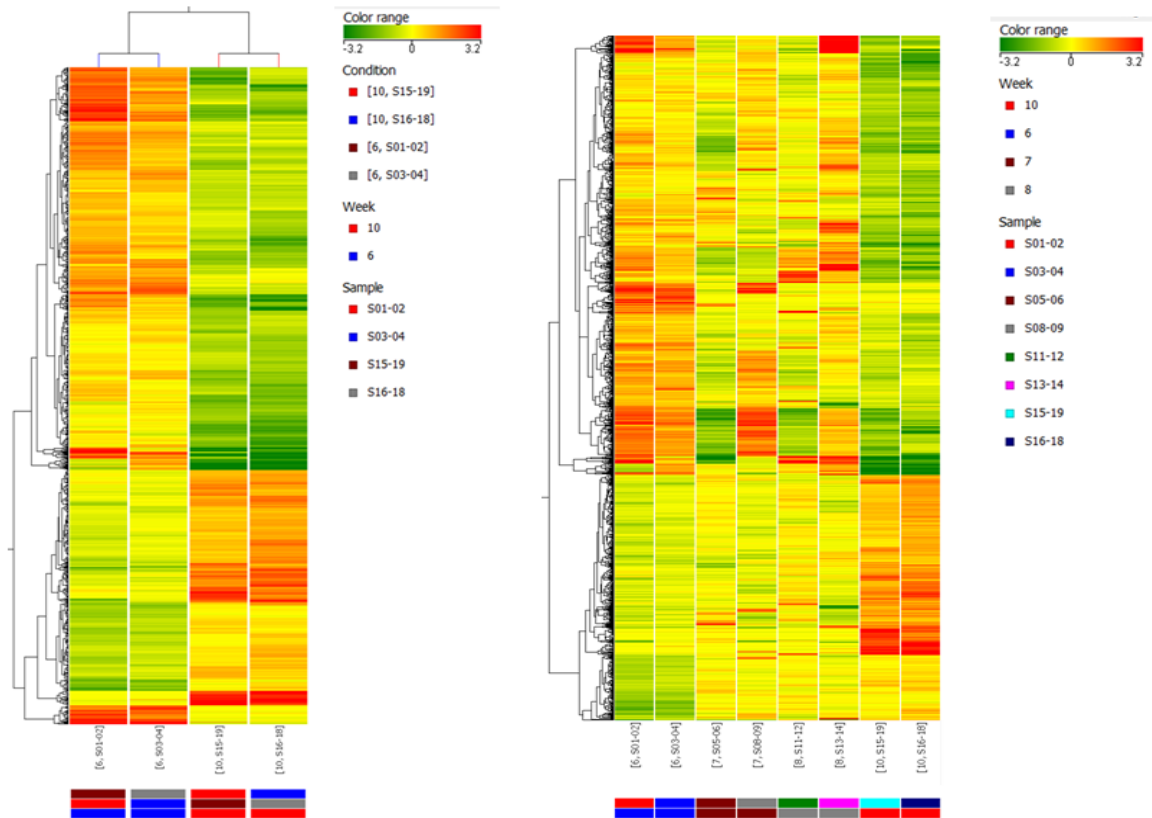 Color range
-3.2 0 3.2
Condition
[10, S15-19]
[10, S16-18]
[6, S01-02]
[6, S03-04]
Week
10
6
Sample
S01-02
S03-04
S15-19
S16-18
[6, S01-02]
[6, S03-04]
[10, S15-19]
[10, S16-18]
Color range
-3.2 0 3.2
Week
10
6
7
8
Sample
S01-02
S03-04
S05-06
S08-09
S11-12
S13-14
S15-19
S16-18
[6, S01-02]
[6, S03-04]
[7, S05-06]
[7, S08-09]
[8, S11-12]
[8, S13-14]
[10, S15-19]
[10, S16-18]